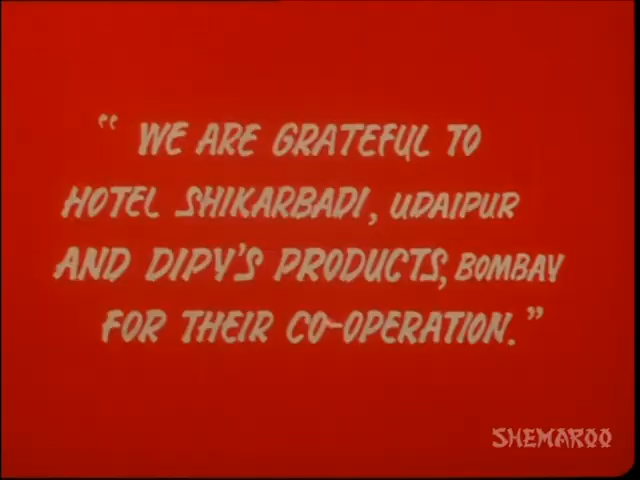 “ WE ARE GRATEFUL TO
HOTEL SHIKARBADI, UDAIPUR
AND DIPY'S PRODUCTS, BOMBAY
FOR THEIR CO-OPERATION.”
SHEMAROO